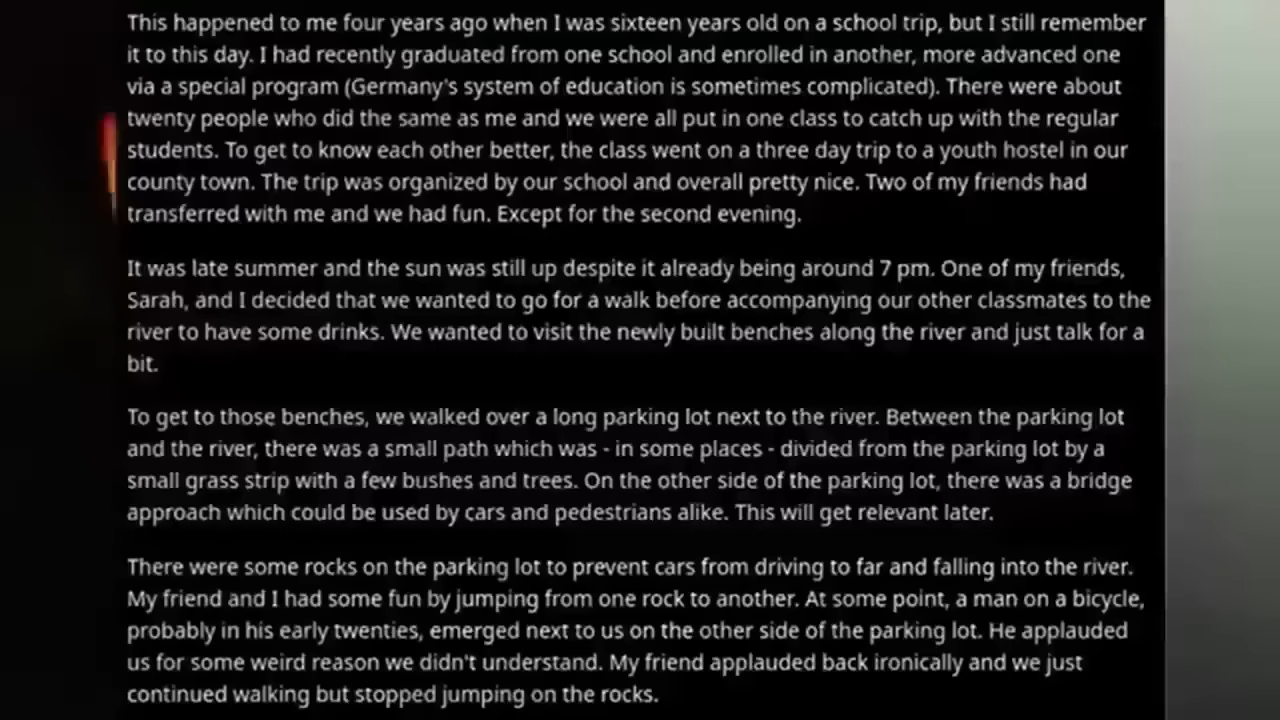 This happened to me four years ago when I was sixteen years old on a school trip, but I still remember
it to this day. I had recently graduated from one school and enrolled in another, more advanced one
via a special program (Germany's system of education is sometimes complicated). There were about
twenty people who did the same as me and we were all put in one class to catch up with the regular
students. To get to know each other better, the class went on a three day trip to a youth hostel in our
county town. The trip was organized by our school and overall pretty nice. Two of my friends had
transferred with me and we had fun. Except for the second evening.
It was late summer and the sun was still up despite it already being around 7 pm. One of my friends,
Sarah, and I decided that we wanted to go for a walk before accompanying our other classmates to the
river to have some drinks. We wanted to visit the newly built benches along the river and just talk for a
bit.
To get to those benches, we walked over a long parking lot next to the river. Between the parking lot
and the river, there was a small path which was - in some places - divided from the parking lot by a
small grass strip with a few bushes and trees. On the other side of the parking lot, there was a bridge
approach which could be used by cars and pedestrians alike. This will get relevant later.
There were some rocks on the parking lot to prevent cars from driving to far and falling into the river.
My friend and I had some fun by jumping from one rock to another. At some point, a man on a bicycle,
probably in his early twenties, emerged next to us on the other side of the parking lot. He applauded
us for some weird reason we didn't understand. My friend applauded back ironically and we just
continued walking but stopped jumping on the rocks.